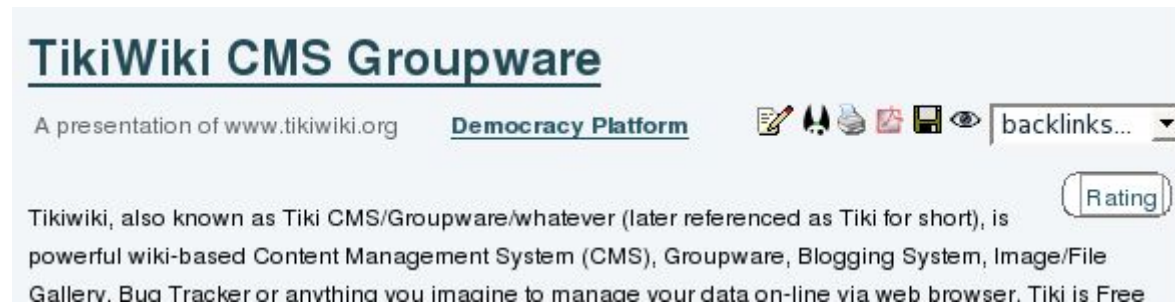 TikiWiki CMS Groupware
A presentation of www.tikiwiki.org Democracy Platform backlinks...
Rating
Tikiwiki, also known as Tiki CMS/Groupware/whatever (later referenced as Tiki for short), is
powerful wiki-based Content Management System (CMS), Groupware, Blogging System, Image/File
Gallery, Bug Tracker or anything you imagine to manage your data on-line via web browser. Tiki is Free